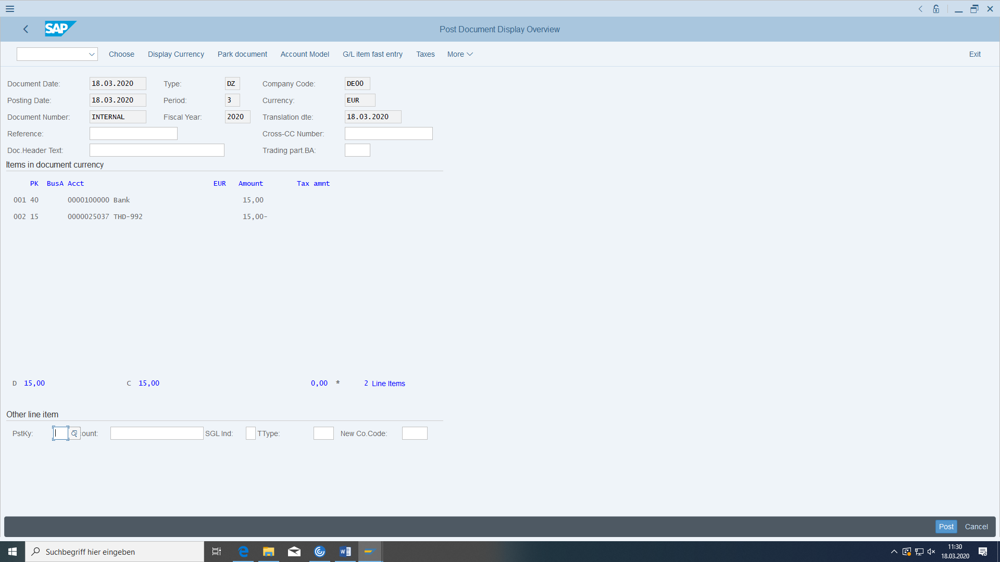 SAP Post Document Display Overview
Choose Display Currency Park document Account Model G/L item fast entry Taxes More Exit
Document Date: 18.03.2020 Type: DZ Company Code: DE00
Posting Date: 18.03.2020 Period: 3 Currency: EUR
Document Number: INTERNAL Fiscal Year: 2020 Translation dte: 18.03.2020
Reference: Cross-CC Number:
Doc.Header Text: Trading part.BA:
Items in document currency
PK BusA Acct EUR Amount Tax amnt
001 40 0000100000 Bank 15,00
002 15 0000025037 THD-992 15,00-
D 15,00 C 15,00 0,00 * 2 Line Items
Other line item
PstKy: ount: SGL Ind: TType: New Co.Code:
Post Cancel
Suchbegriff hier eingeben
11:30
18.03.2020